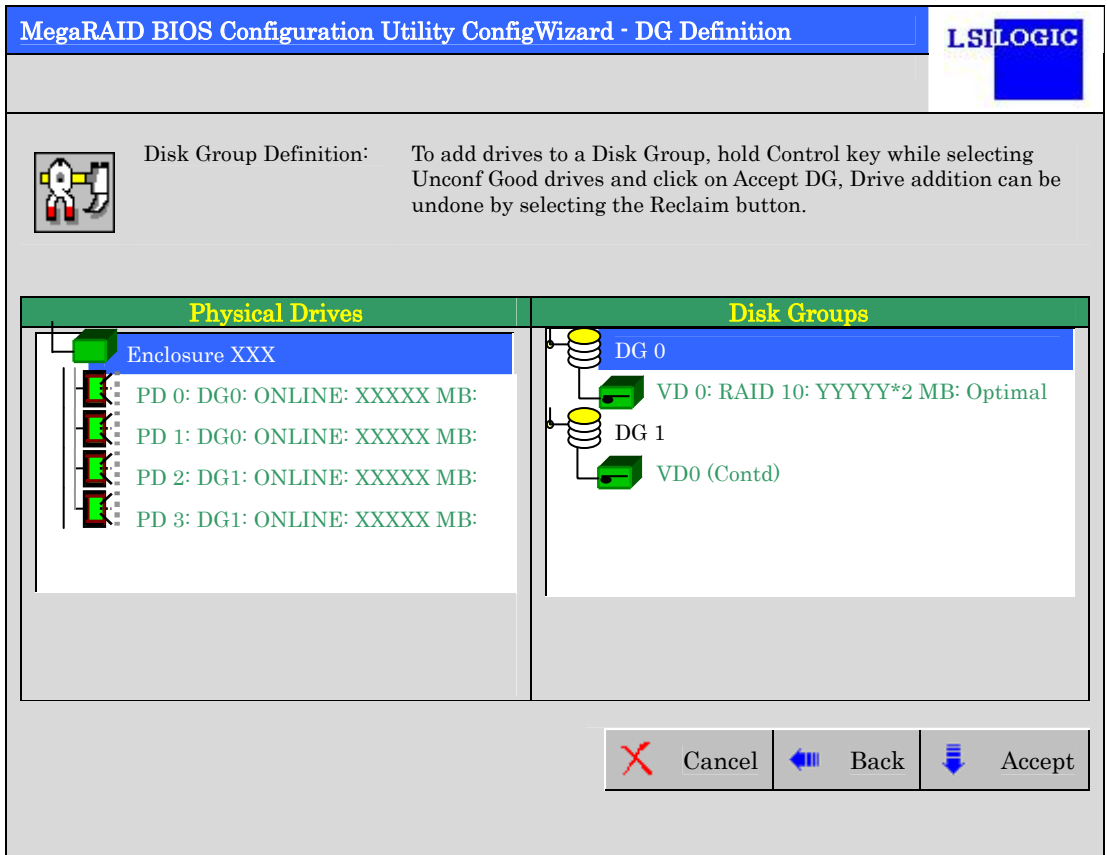 MegaRAID BIOS Configuration Utility ConfigWizard - DG Definition
LSILOGIC
Disk Group Definition:
To add drives to a Disk Group, hold Control key while selecting
Unconf Good drives and click on Accept DG, Drive addition can be
undone by selecting the Reclaim button.
Physical Drives
Enclosure XXX
PD 0: DG0: ONLINE: XXXXX MB:
PD 1: DG0: ONLINE: XXXXX MB:
PD 2: DG1: ONLINE: XXXXX MB:
PD 3: DG1: ONLINE: XXXXX MB:
Disk Groups
DG 0
VD 0: RAID 10: YYYYY*2 MB: Optimal
DG 1
VD0 (Contd)
Cancel
Back
Accept